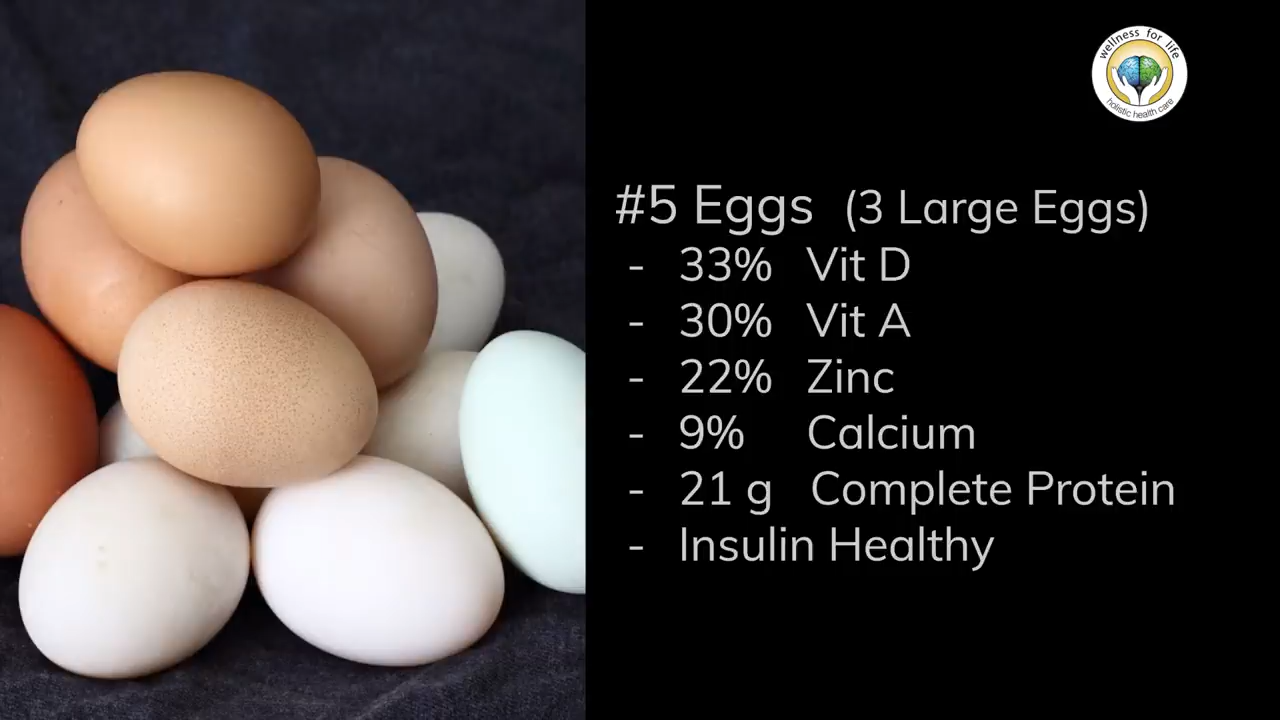 wellness for life
holistic health care
#5 Eggs (3 Large Eggs)
- 33% Vit D
- 30% Vit A
- 22% Zinc
- 9% Calcium
- 21 g Complete Protein
- Insulin Healthy